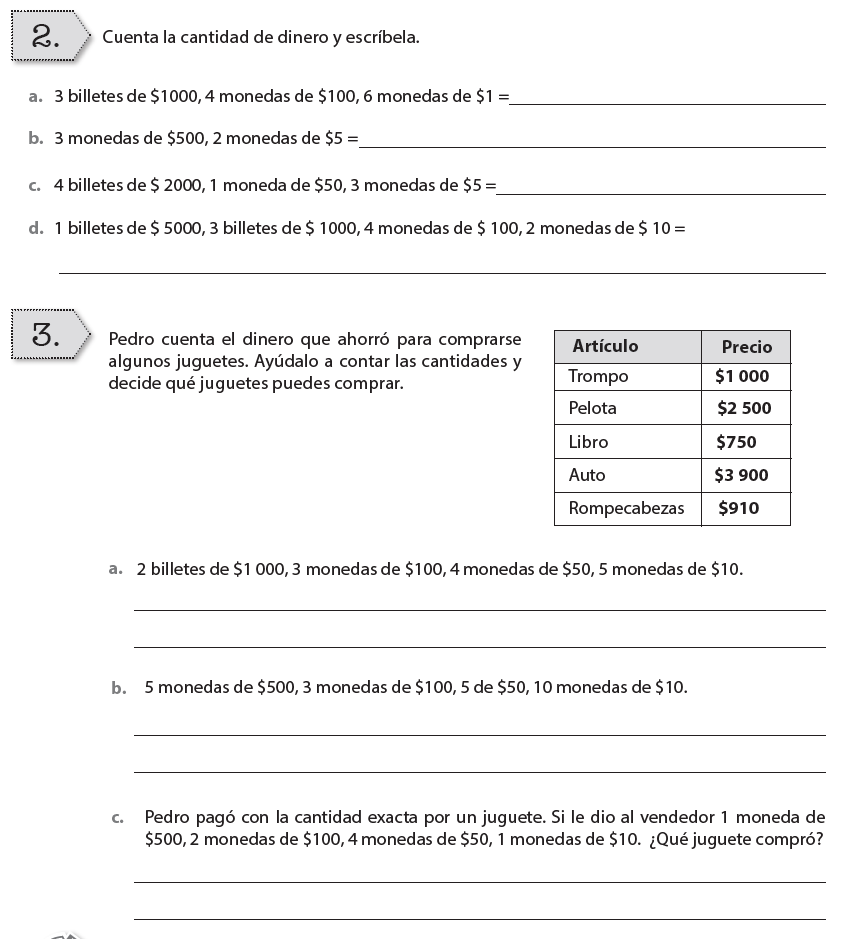 2. Cuenta la cantidad de dinero y escríbela.
a. 3 billetes de $1000, 4 monedas de $100, 6 monedas de $1 =
b. 3 monedas de $500, 2 monedas de $5 =
c. 4 billetes de $ 2000, 1 moneda de $50, 3 monedas de $5 =
d. 1 billetes de $ 5000, 3 billetes de $ 1000, 4 monedas de $ 100, 2 monedas de $ 10 =
3. Pedro cuenta el dinero que ahorró para comprarse
algunos juguetes. Ayúdalo a contar las cantidades y
decide qué juguetes puedes comprar.
Artículo Precio
Trompo $1 000
Pelota $2 500
Libro $750
Auto $3 900
Rompecabezas $910
a. 2 billetes de $1 000, 3 monedas de $100, 4 monedas de $50, 5 monedas de $10.
b. 5 monedas de $500, 3 monedas de $100, 5 de $50, 10 monedas de $10.
c. Pedro pagó con la cantidad exacta por un juguete. Si le dio al vendedor 1 moneda de
$500, 2 monedas de $100, 4 monedas de $50, 1 monedas de $10. ¿Qué juguete compró?